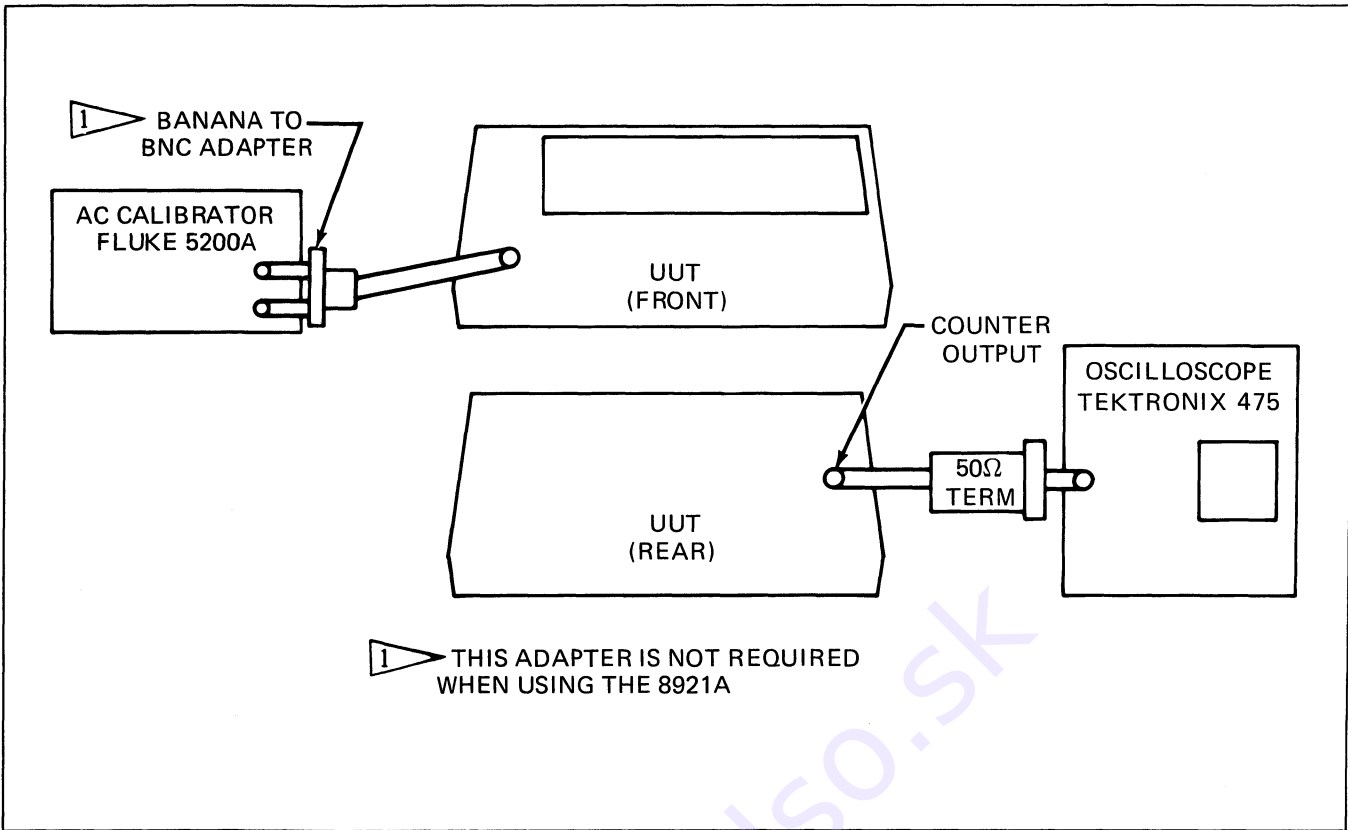 1 BANANA TO
BNC ADAPTER
AC CALIBRATOR
FLUKE 5200A
UUT
(FRONT)
COUNTER
OUTPUT
OSCILLOSCOPE
TEKTRONIX 475
50Ω
TERM
UUT
(REAR)
1 THIS ADAPTER IS NOT REQUIRED
WHEN USING THE 8921A